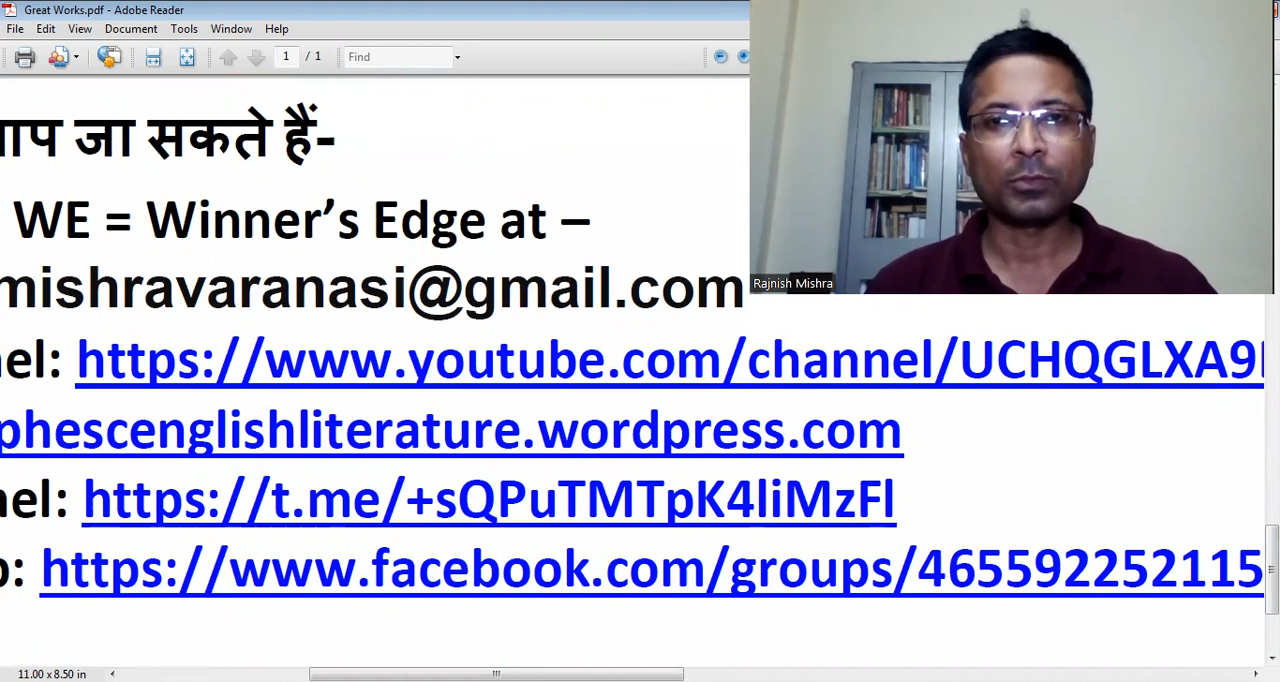 Great Works.pdf - Adobe Reader
File Edit View Document Tools Window Help
1 / 1 Find
ाप जा सकते हैं-
WE = Winner’s Edge at –
mishravaranasi@gmail.com
Rajnish Mishra
nel: https://www.youtube.com/channel/UCHQGLXA9
phescenglishliterature.wordpress.com
nel: https://t.me/+sQPuTMTpK4liMzFl
: https://www.facebook.com/groups/465592252115
11.00 x 8.50 in